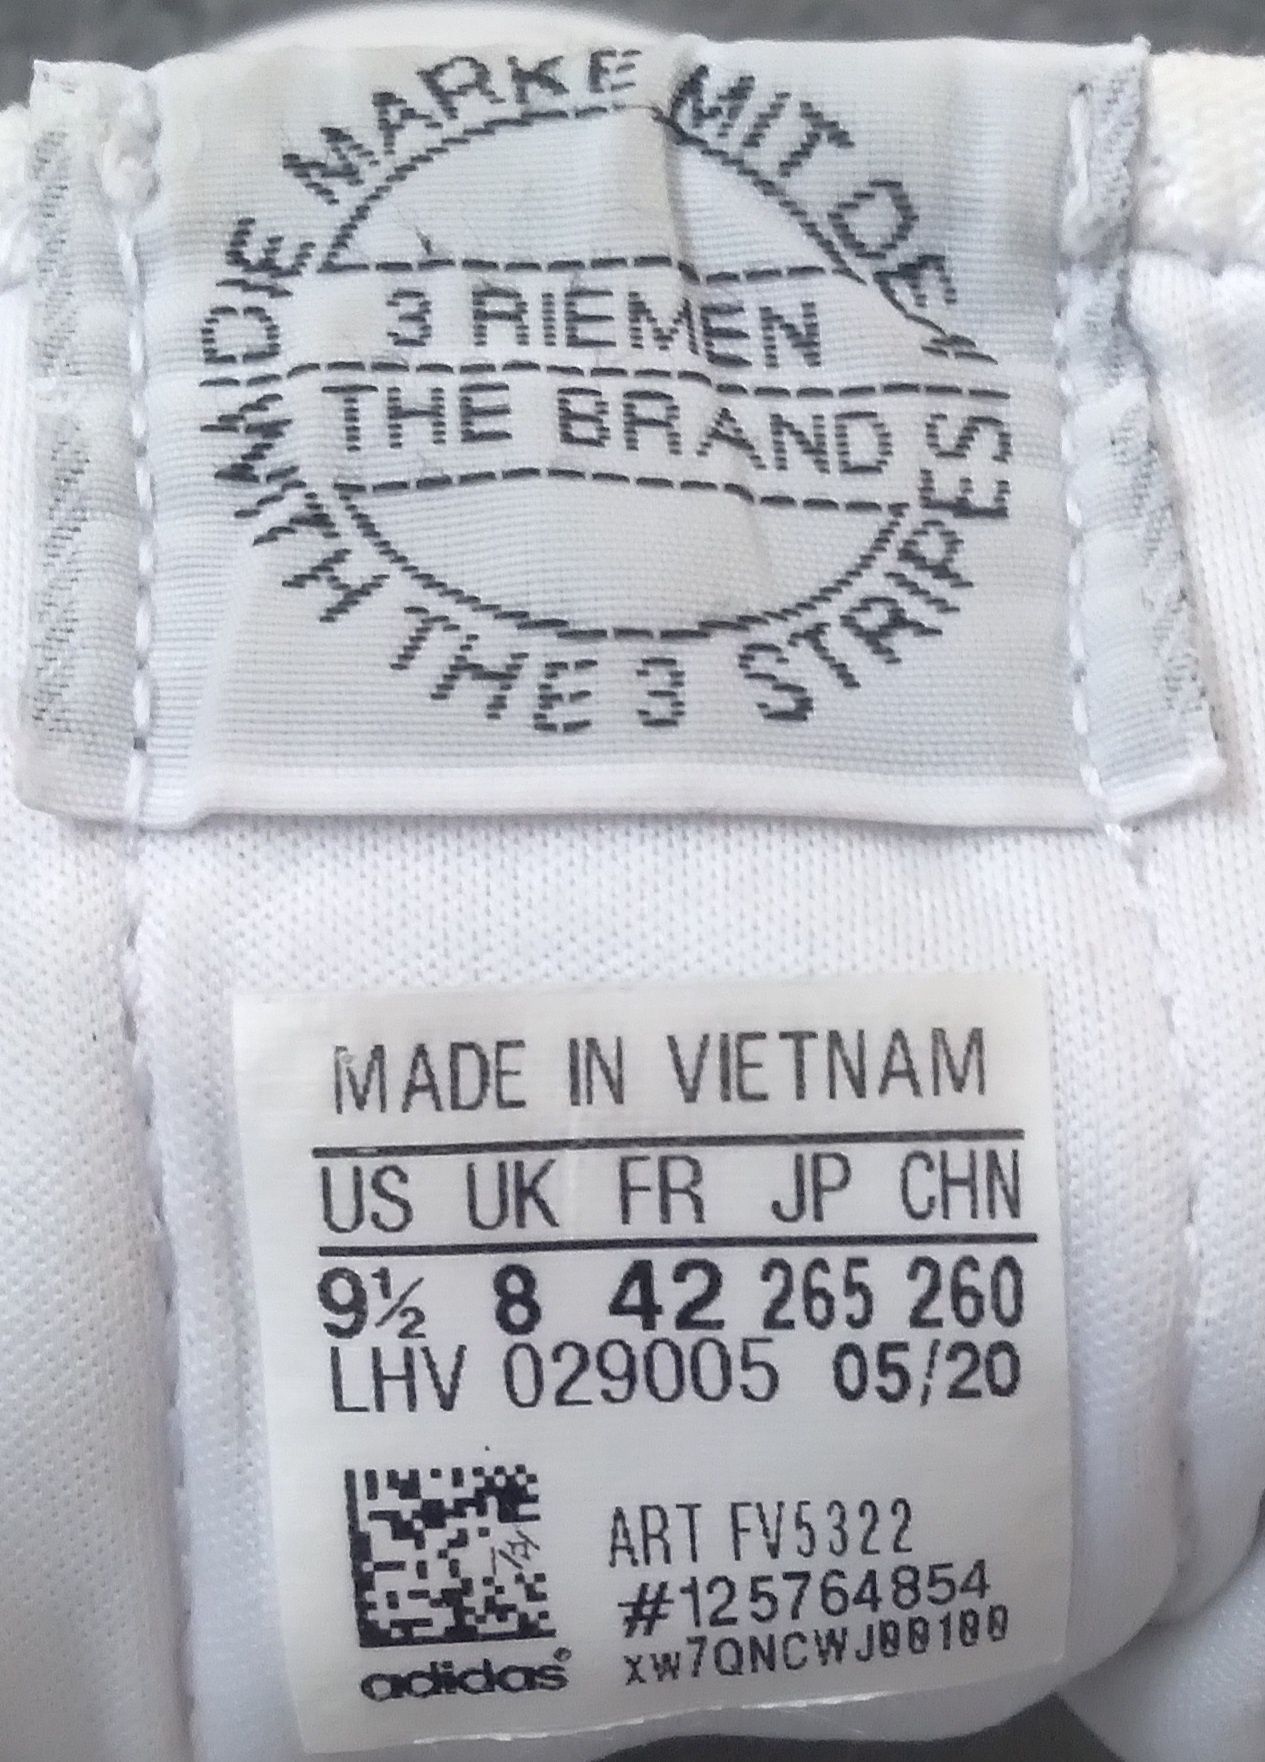 DIE MARKE MIT DEN
3 RIEMEN
THE BRAND
WITH THE 3 STRIPES
MADE IN VIETNAM
US UK FR JP CHN
9½ 8 42 265 260
LHV 029005 05/20
ART FV5322
#125764854
xw7QNCWJ00100
adidas